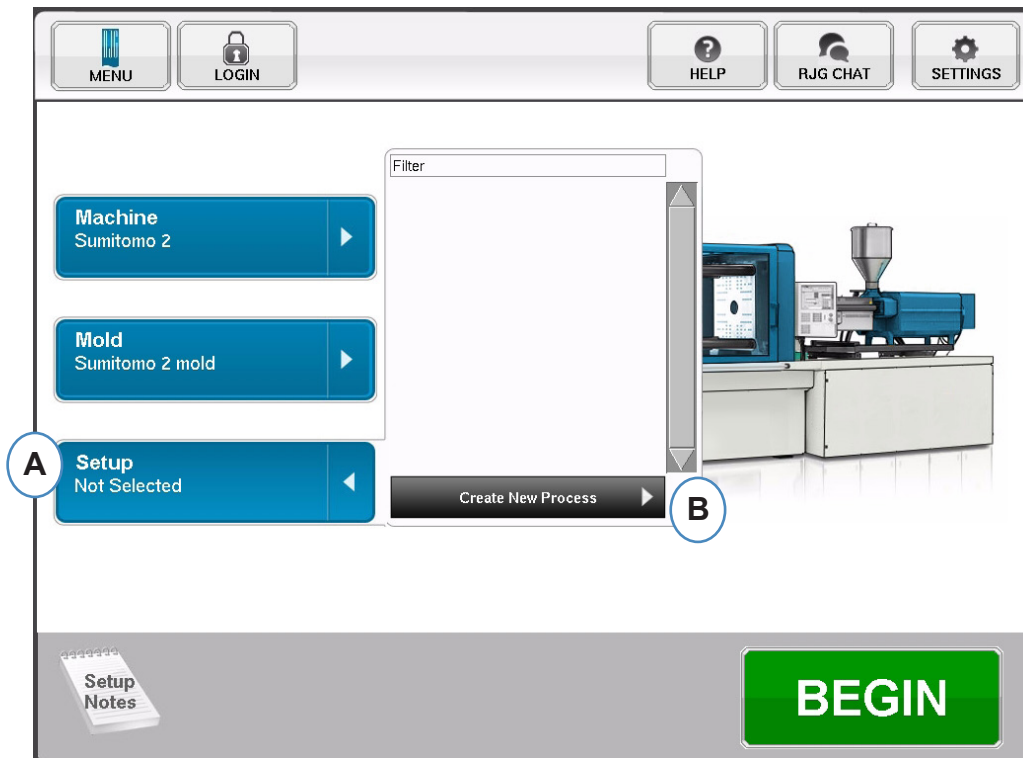 MENU
LOGIN
HELP
RJG CHAT
SETTINGS
Filter
Machine
Sumitomo 2
Mold
Sumitomo 2 mold
A
Setup
Not Selected
Create New Process
B
Setup
Notes
BEGIN